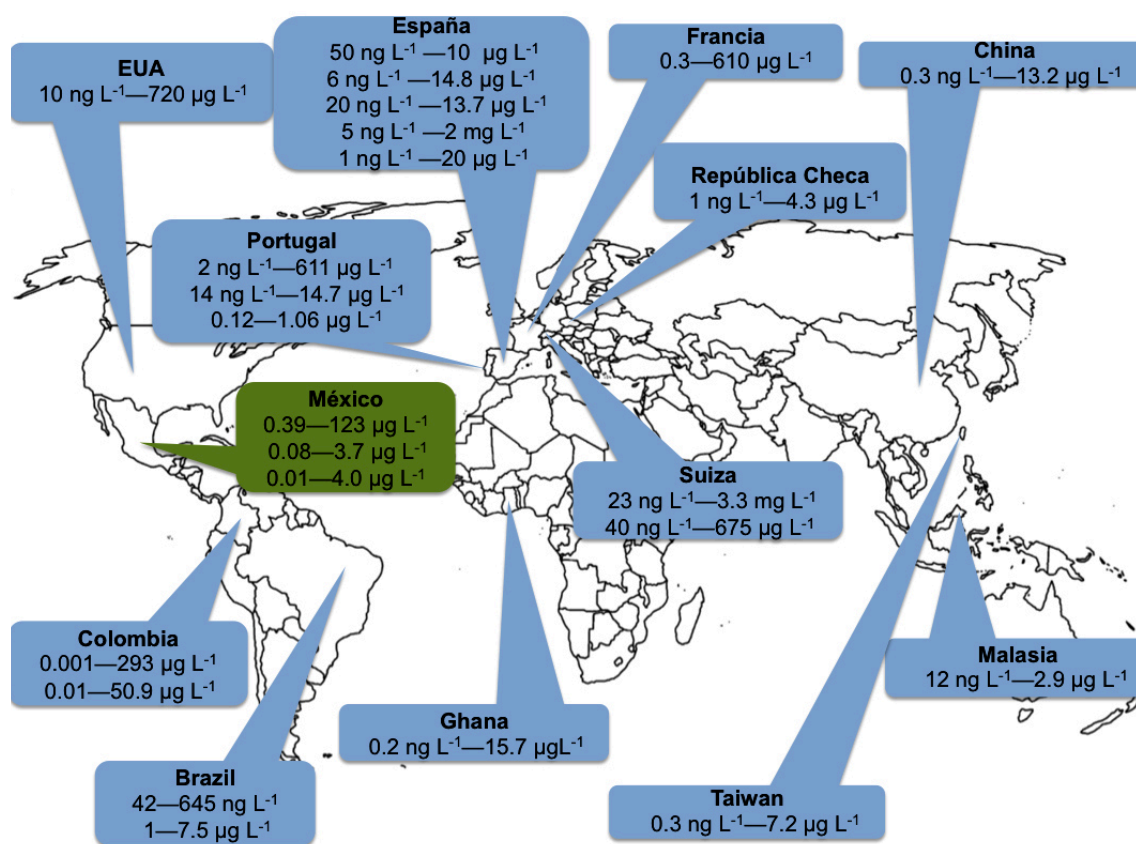 EUA
10 ng L⁻¹—720 µg L⁻¹
España
50 ng L⁻¹—10 µg L⁻¹
6 ng L⁻¹—14.8 µg L⁻¹
20 ng L⁻¹—13.7 µg L⁻¹
5 ng L⁻¹—2 mg L⁻¹
1 ng L⁻¹—20 µg L⁻¹
Francia
0.3—610 µg L⁻¹
China
0.3 ng L⁻¹—13.2 µg L⁻¹
República Checa
1 ng L⁻¹—4.3 µg L⁻¹
Portugal
2 ng L⁻¹—611 µg L⁻¹
14 ng L⁻¹—14.7 µg L⁻¹
0.12—1.06 µg L⁻¹
México
0.39—123 µg L⁻¹
0.08—3.7 µg L⁻¹
0.01—4.0 µg L⁻¹
Suiza
23 ng L⁻¹—3.3 mg L⁻¹
40 ng L⁻¹—675 µg L⁻¹
Colombia
0.001—293 µg L⁻¹
0.01—50.9 µg L⁻¹
Malasia
12 ng L⁻¹—2.9 µg L⁻¹
Ghana
0.2 ng L⁻¹—15.7 µgL⁻¹
Brazil
42—645 ng L⁻¹
1—7.5 µg L⁻¹
Taiwan
0.3 ng L⁻¹—7.2 µg L⁻¹